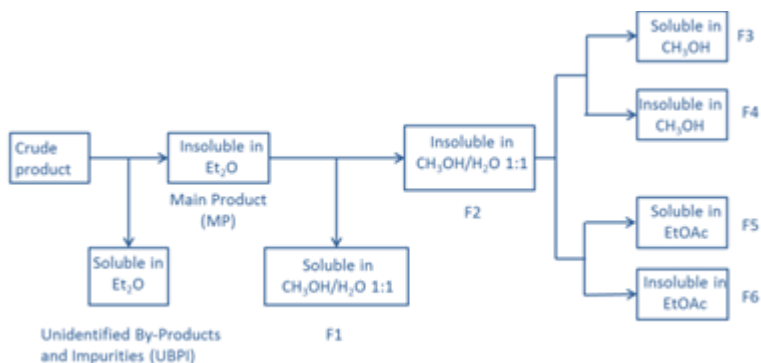 Crude
product
Soluble in
Et₂O
Unidentified By-Products
and Impurities (UBPI)
Insoluble in
Et₂O
Main Product
(MP)
Soluble in
CH₃OH/H₂O 1:1
F1
Insoluble in
CH₃OH/H₂O 1:1
F2
Soluble in
CH₃OH
F3
Insoluble in
CH₃OH
F4
Soluble in
EtOAc
F5
Insoluble in
EtOAc
F6